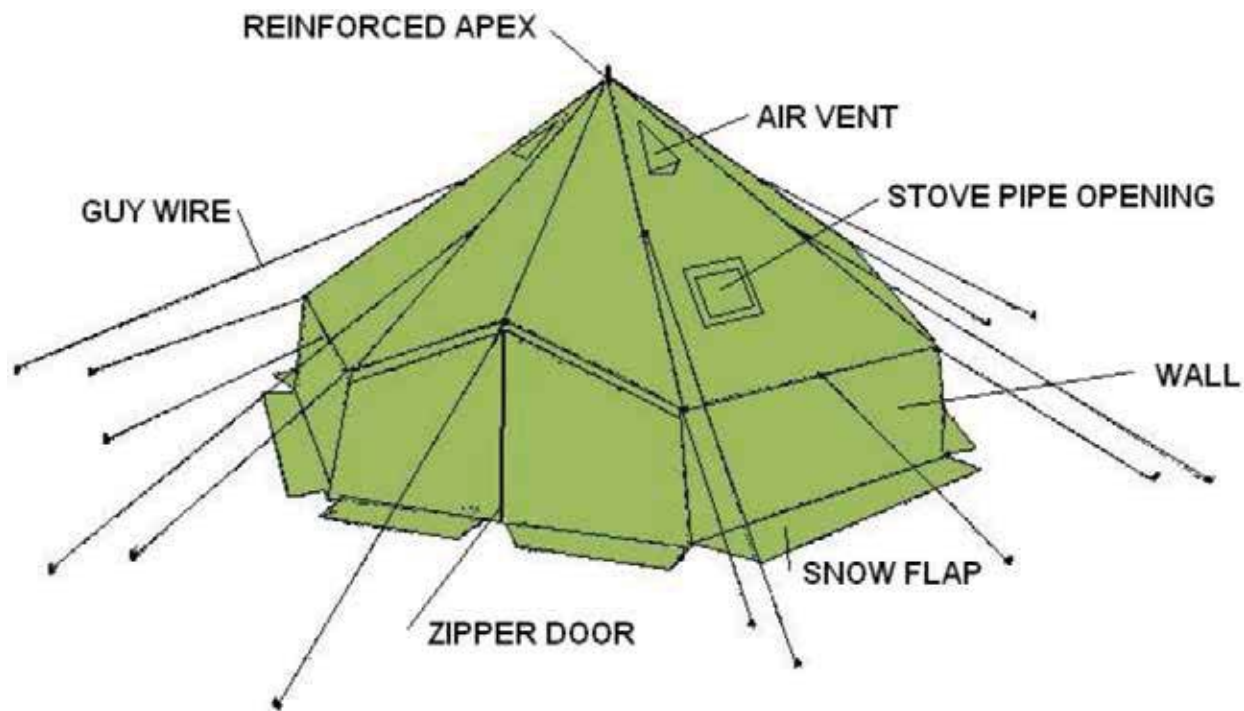 REINFORCED APEX
AIR VENT
STOVE PIPE OPENING
GUY WIRE
WALL
SNOW FLAP
ZIPPER DOOR